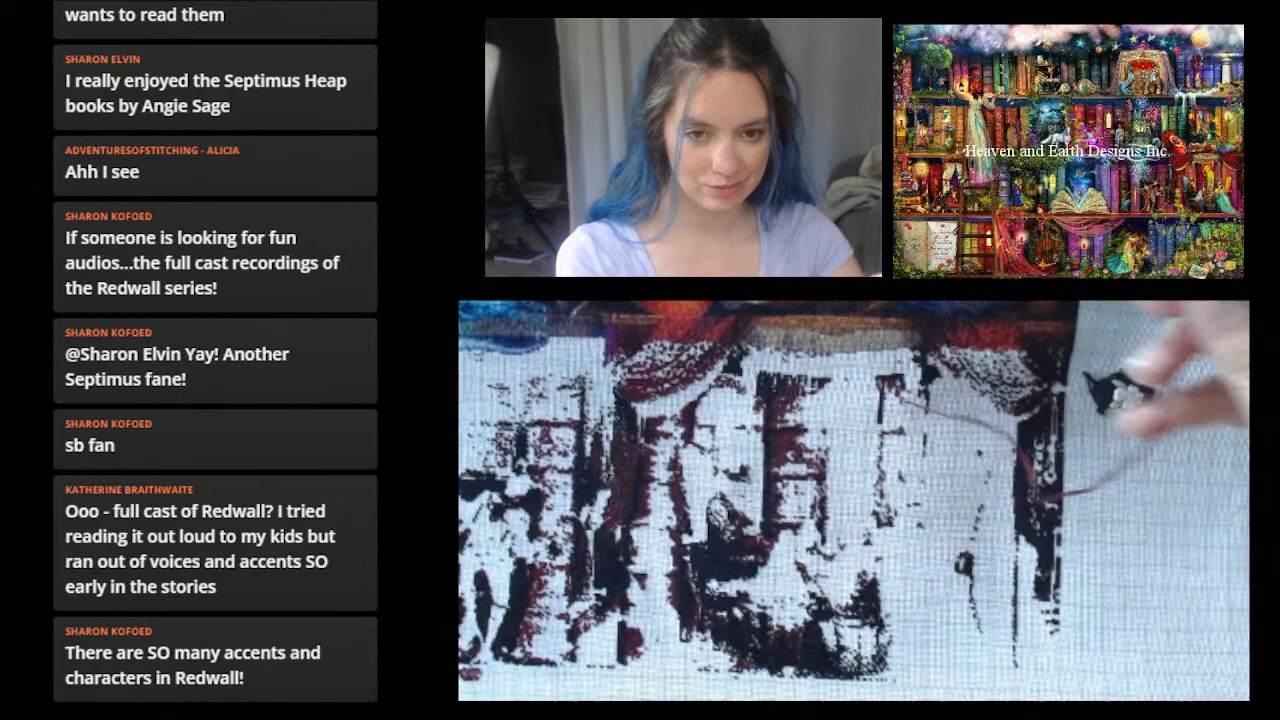 wants to read them
SHARON ELVIN
I really enjoyed the Septimus Heap
books by Angie Sage
ADVENTURESOFSTITCHING - ALICIA
Ahh I see
SHARON KOFOED
If someone is looking for fun
audios...the full cast recordings of
the Redwall series!
SHARON KOFOED
@Sharon Elvin Yay! Another
Septimus fane!
SHARON KOFOED
sb fan
KATHERINE BRAITHWAITE
Ooo - full cast of Redwall? I tried
reading it out loud to my kids but
ran out of voices and accents SO
early in the stories
SHARON KOFOED
There are SO many accents and
characters in Redwall!
Heaven and Earth Designs Inc.